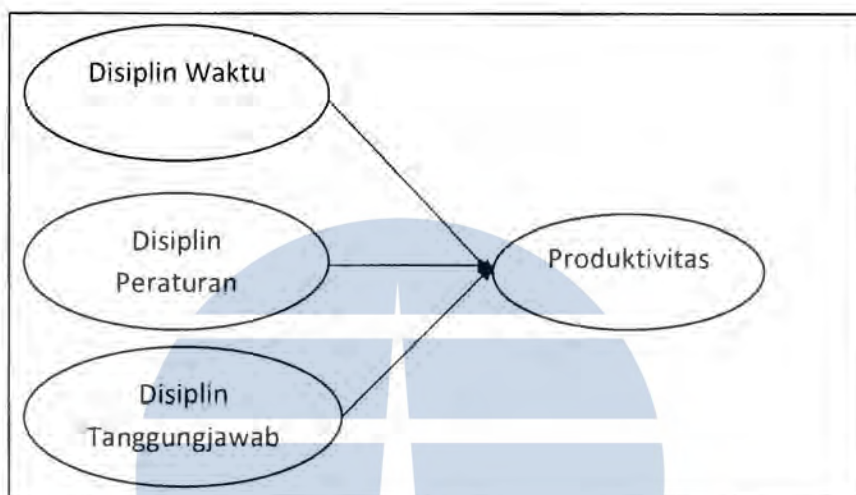 Disiplin Waktu
Disiplin
Peraturan
Produktivitas
Disiplin
Tanggungjawab